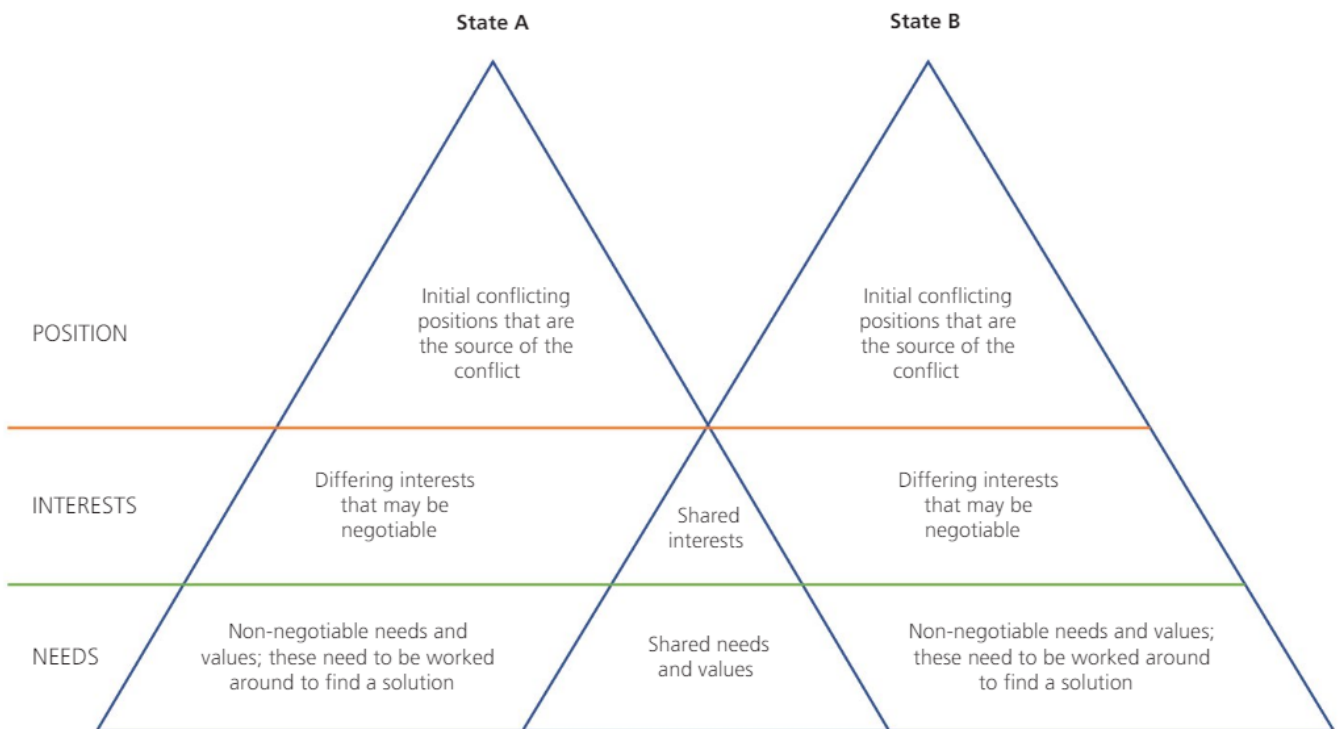 State A
State B
POSITION
Initial conflicting
positions that are
the source of the
conflict
Initial conflicting
positions that are
the source of the
conflict
INTERESTS
Differing interests
that may be
negotiable
Shared
interests
Differing interests
that may be
negotiable
NEEDS
Non-negotiable needs and
values; these need to be worked
around to find a solution
Shared needs
and values
Non-negotiable needs and values;
these need to be worked around
to find a solution